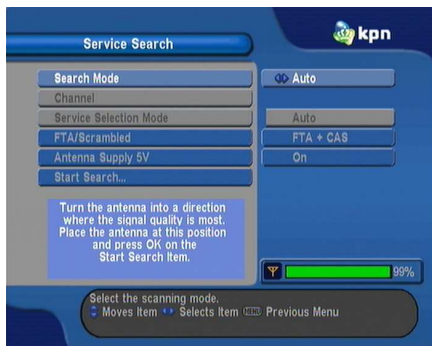 kpn
Service Search
Search Mode Auto
Channel
Service Selection Mode Auto
FTA/Scrambled FTA + CAS
Antenna Supply 5V On
Start Search...
Turn the antenna into a direction
where the signal quality is most.
Place the antenna at this position
and press OK on the
Start Search Item.
99%
Select the scanning mode.
Moves Item Selects Item MENU Previous Menu